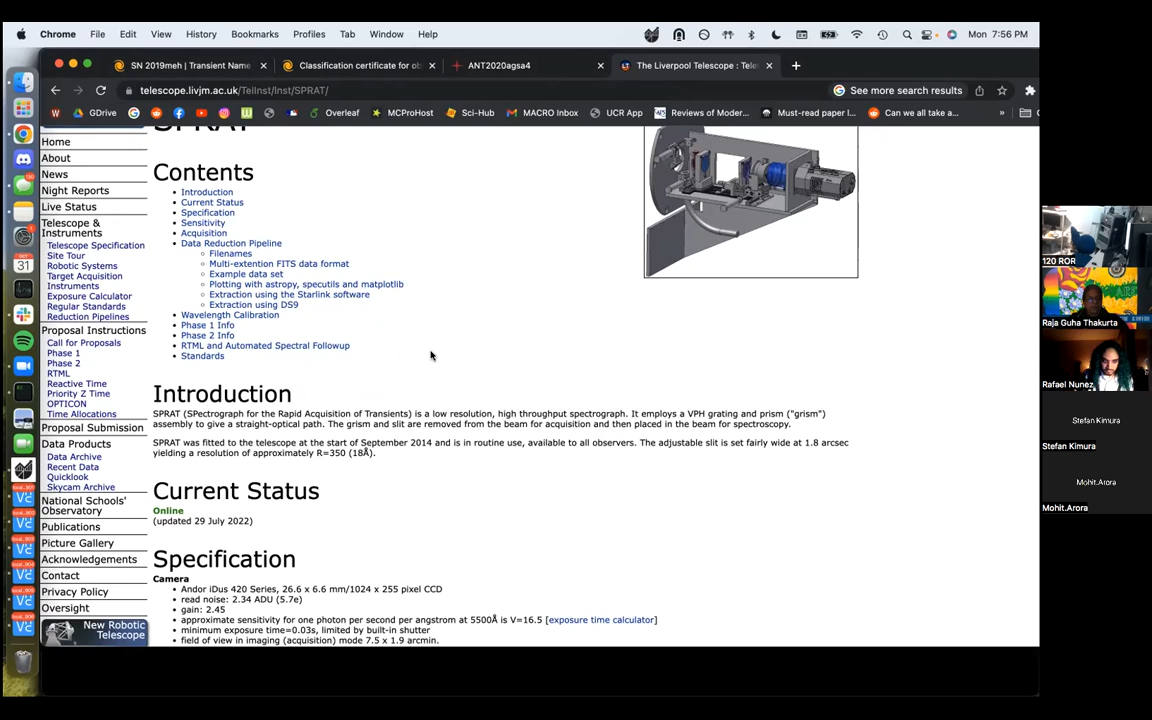 Chrome File Edit View History Bookmarks Profiles Tab Window Help Mon 7:56 PM
SN 2019meh | Transient Name
Classification certificate for ob
ANT2020agsa4
The Liverpool Telescope : Teles
telescope.livjm.ac.uk/TelInst/Inst/SPRAT/
See more search results
GDrive
Overleaf
MCProHost
Sci-Hub
MACRO Inbox
UCR App
Reviews of Moder...
Must-read paper l...
Can we all take a...
SPRAT
Home
About
News
Night Reports
Live Status
Telescope &
Instruments
Telescope Specification
Site Tour
Robotic Systems
Target Acquisition
Instruments
Exposure Calculator
Regular Standards
Reduction Pipelines
Proposal Instructions
Call for Proposals
Phase 1
Phase 2
RTML
Reactive Time
Priority Z Time
OPTICON
Time Allocations
Proposal Submission
Data Products
Data Archive
Recent Data
Quicklook
Skycam Archive
National Schools'
Observatory
Publications
Picture Gallery
Acknowledgements
Contact
Privacy Policy
Oversight
New Robotic
Telescope
Contents
Introduction
Current Status
Specification
Sensitivity
Acquisition
Data Reduction Pipeline
Filenames
Multi-extention FITS data format
Example data set
Plotting with astropy, specutils and matplotlib
Extraction using the Starlink software
Extraction using DS9
Wavelength Calibration
Phase 1 Info
Phase 2 Info
RTML and Automated Spectral Followup
Standards
Introduction
SPRAT (SPectrograph for the Rapid Acquisition of Transients) is a low resolution, high throughput spectrograph. It employs a VPH grating and prism ("grism")
assembly to give a straight-optical path. The grism and slit are removed from the beam for acquisition and then placed in the beam for spectroscopy.
SPRAT was fitted to the telescope at the start of September 2014 and is in routine use, available to all observers. The adjustable slit is set fairly wide at 1.8 arcsec
yielding a resolution of approximately R=350 (18Å).
Current Status
Online
(updated 29 July 2022)
Specification
Camera
Andor iDus 420 Series, 26.6 x 6.6 mm/1024 x 255 pixel CCD
read noise: 2.34 ADU (5.7e)
gain: 2.45
approximate sensitivity for one photon per second per angstrom at 5500Å is V=16.5 [exposure time calculator]
minimum exposure time=0.03s, limited by built-in shutter
field of view in imaging (acquisition) mode 7.5 x 1.9 arcmin.
120 ROR
Raja Guha Thakurta
Rafael Nunez
Stefan Kimura
Stefan Kimura
Mohit.Arora
Mohit.Arora